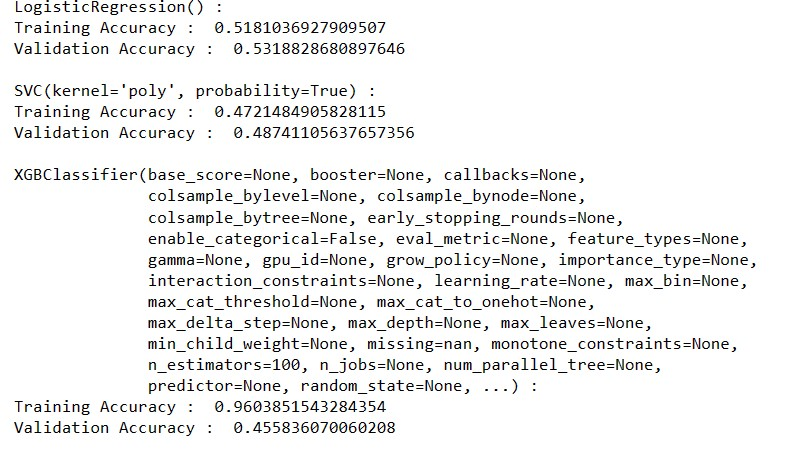 LogisticRegression() :
Training Accuracy :  0.5181036927909507
Validation Accuracy :  0.5318828680897646
SVC(kernel='poly', probability=True) :
Training Accuracy :  0.4721484905828115
Validation Accuracy :  0.48741105637657356
XGBClassifier(base_score=None, booster=None, callbacks=None,
colsample_bylevel=None, colsample_bynode=None,
colsample_bytree=None, early_stopping_rounds=None,
enable_categorical=False, eval_metric=None, feature_types=None,
gamma=None, gpu_id=None, grow_policy=None, importance_type=None,
interaction_constraints=None, learning_rate=None, max_bin=None,
max_cat_threshold=None, max_cat_to_onehot=None,
max_delta_step=None, max_depth=None, max_leaves=None,
min_child_weight=None, missing=nan, monotone_constraints=None,
n_estimators=100, n_jobs=None, num_parallel_tree=None,
predictor=None, random_state=None, ...) :
Training Accuracy :  0.9603851543284354
Validation Accuracy :  0.455836070060208